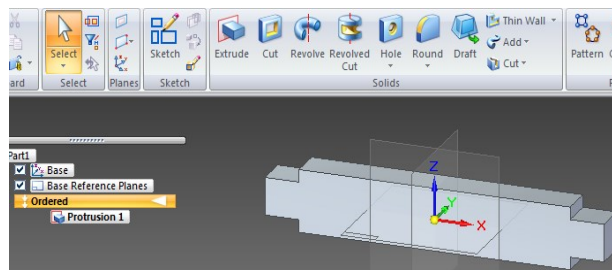 Select
Sketch
Extrude
Cut
Revolve
Revolved
Cut
Hole
Round
Draft
Thin Wall
Add
Cut
Pattern
ard
Select
Planes
Sketch
Solids
Part1
Base
Base Reference Planes
Ordered
Protrusion 1
Z
Y
X